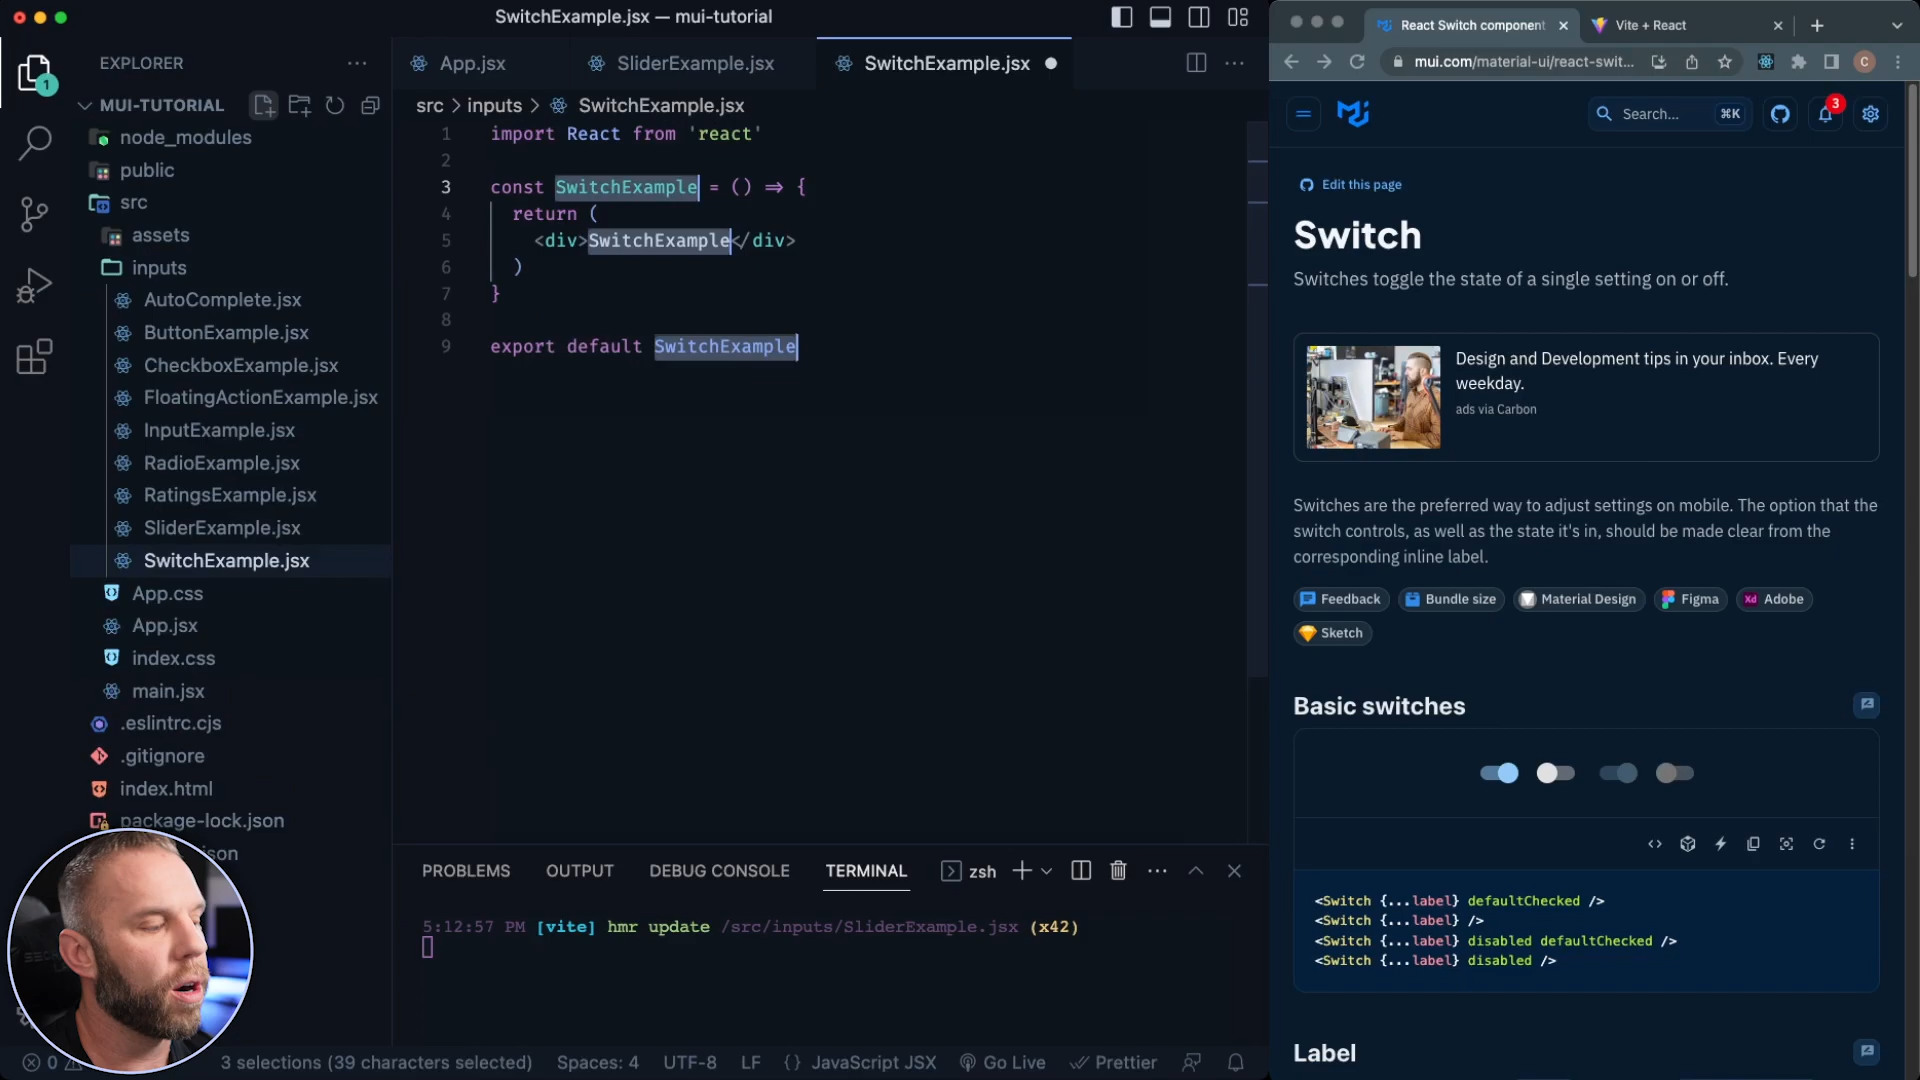 SwitchExample.jsx — mui-tutorial
EXPLORER
MUI-TUTORIAL
node_modules
public
src
assets
inputs
AutoComplete.jsx
ButtonExample.jsx
CheckboxExample.jsx
FloatingActionExample.jsx
InputExample.jsx
RadioExample.jsx
RatingsExample.jsx
SliderExample.jsx
SwitchExample.jsx
App.css
App.jsx
index.css
main.jsx
.eslintrc.cjs
.gitignore
index.html
package-lock.json
json
1
App.jsx
SliderExample.jsx
SwitchExample.jsx
src > inputs > SwitchExample.jsx
1 import React from 'react'
2
3 const SwitchExample = () => {
4 return (
5 <div>SwitchExample</div>
6 )
7 }
8
9 export default SwitchExample
PROBLEMS OUTPUT DEBUG CONSOLE TERMINAL zsh
5:12:57 PM [vite] hmr update /src/inputs/SliderExample.jsx (x42)
0 3 selections (39 characters selected) Spaces: 4 UTF-8 LF {} JavaScript JSX Go Live Prettier
React Switch component
Vite + React
mui.com/material-ui/react-swit...
C
Search... ⌘K
3
Edit this page
Switch
Switches toggle the state of a single setting on or off.
Design and Development tips in your inbox. Every
weekday.
ads via Carbon
Switches are the preferred way to adjust settings on mobile. The option that the
switch controls, as well as the state it's in, should be made clear from the
corresponding inline label.
Feedback Bundle size Material Design Figma Xd Adobe
Sketch
Basic switches
<Switch {...label} defaultChecked />
<Switch {...label} />
<Switch {...label} disabled defaultChecked />
<Switch {...label} disabled />
Label